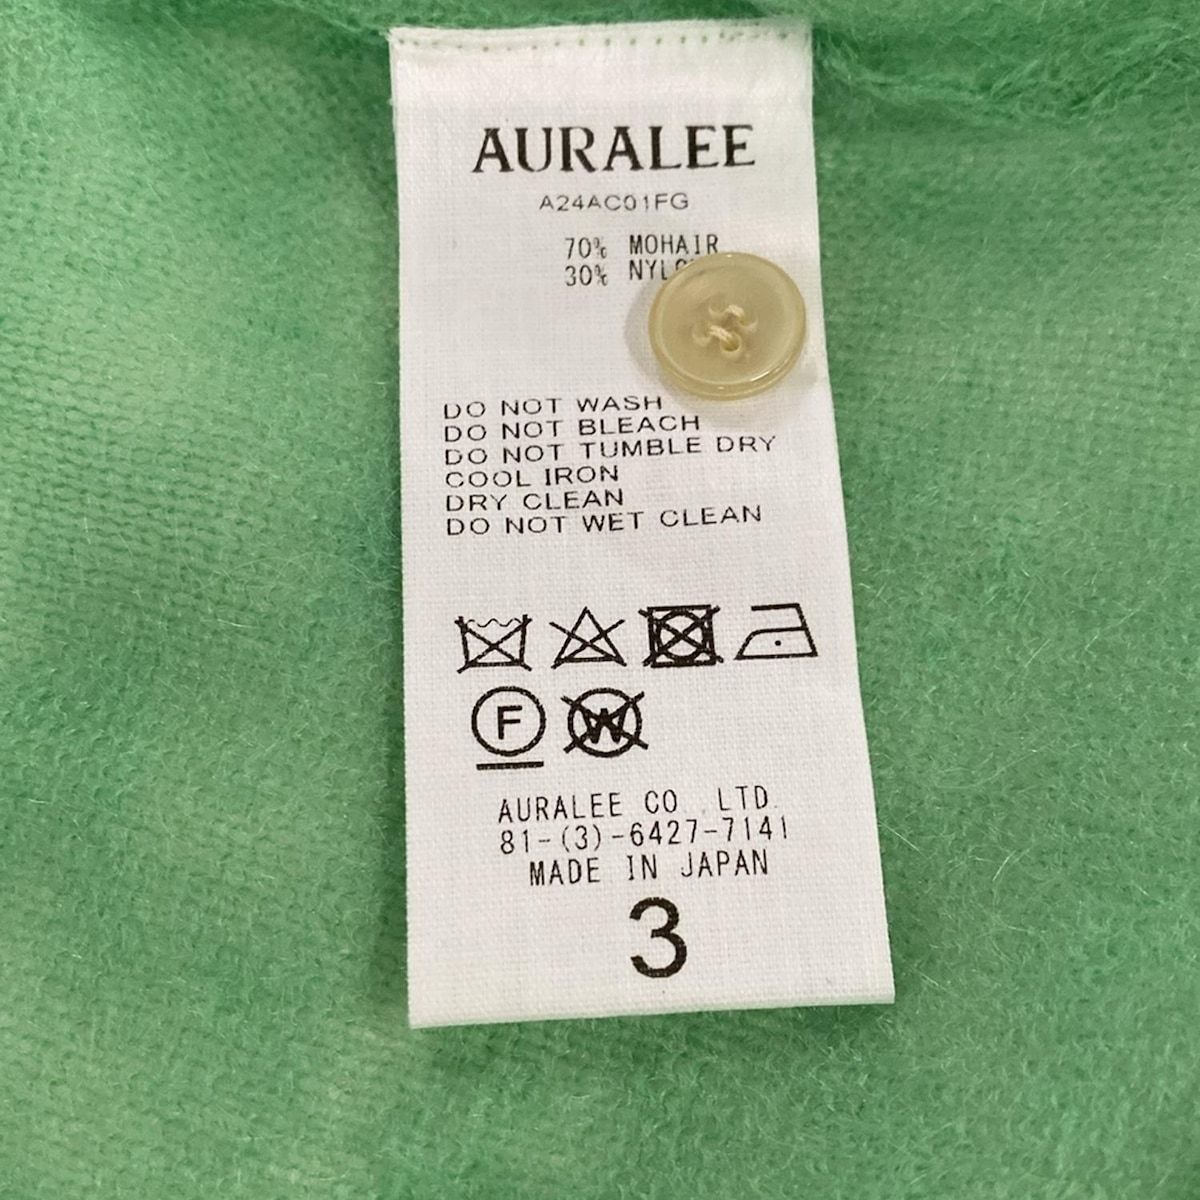 AURALEE
A24AC01FG
70% MOHAIR
30%
DO NOT WASH
DO NOT BLEACH
DO NOT TUMBLE DRY
COOL IRON
DRY CLEAN
DO NOT WET CLEAN
F
W
AURALEE CO.,LTD.
81-(3)-6427-7141
MADE IN JAPAN
3